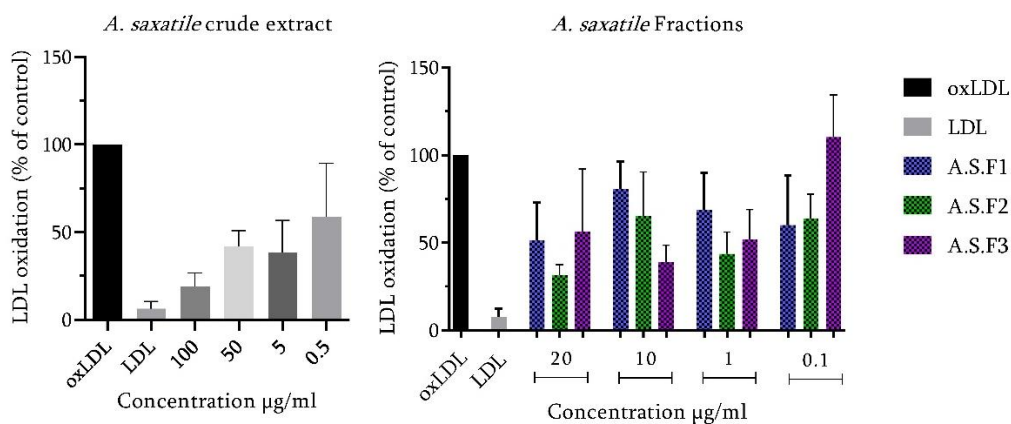 A. saxatile crude extract
LDL oxidation (% of control)
150
100
50
0
oxLDL
LDL
100
50
5
0.5
Concentration µg/ml
A. saxatile Fractions
LDL oxidation (% of control)
150
100
50
0
oxLDL
LDL
20
10
1
0.1
Concentration µg/ml
oxLDL
LDL
A.S.F1
A.S.F2
A.S.F3